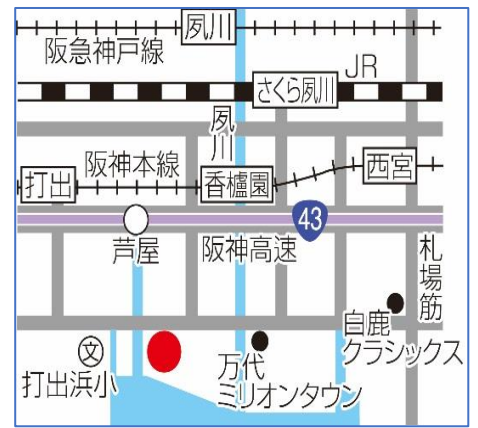 夙川
阪急神戸線
JR
さくら夙川
夙川
阪神本線
西宮
打出
香櫨園
43
芦屋
阪神高速
札場筋
白鹿
クラシックス
文
打出浜小
万代
ミリオンタウン